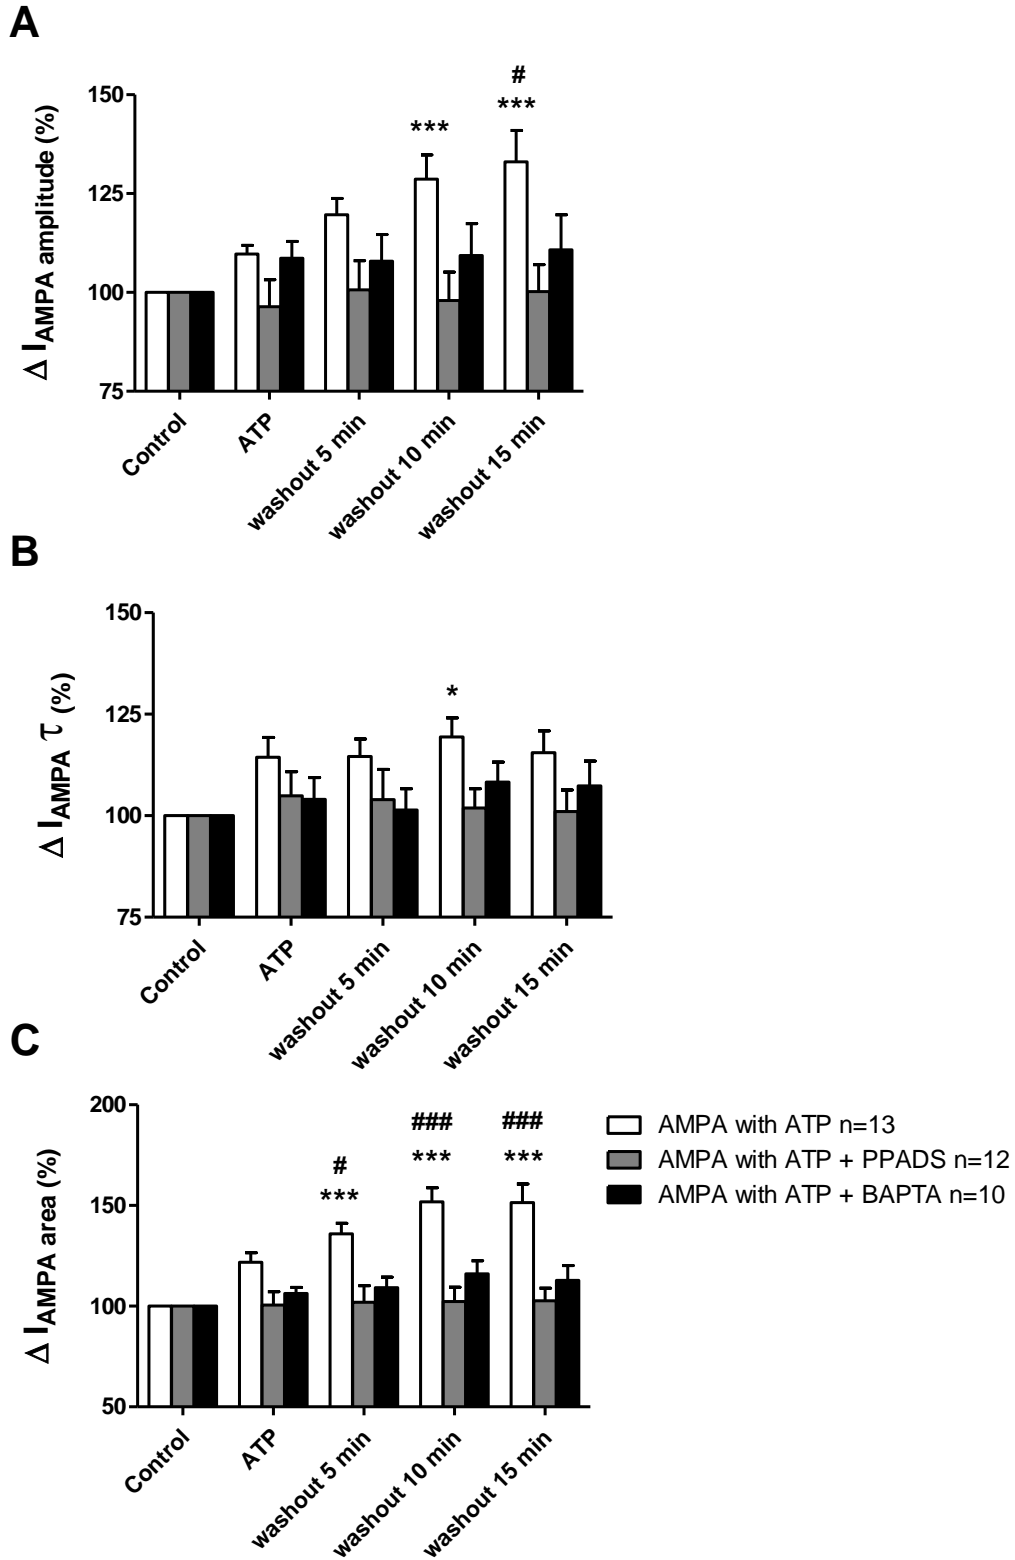 A
Δ I AMPA amplitude (%)
150
125
100
75
#
***
***
Control
ATP
washout 5 min
washout 10 min
washout 15 min
B
Δ I AMPA τ (%)
150
125
100
75
*
Control
ATP
washout 5 min
washout 10 min
washout 15 min
C
Δ I AMPA area (%)
200
150
100
50
#
***
###
***
###
***
Control
ATP
washout 5 min
washout 10 min
washout 15 min
AMPA with ATP n=13
AMPA with ATP + PPADS n=12
AMPA with ATP + BAPTA n=10